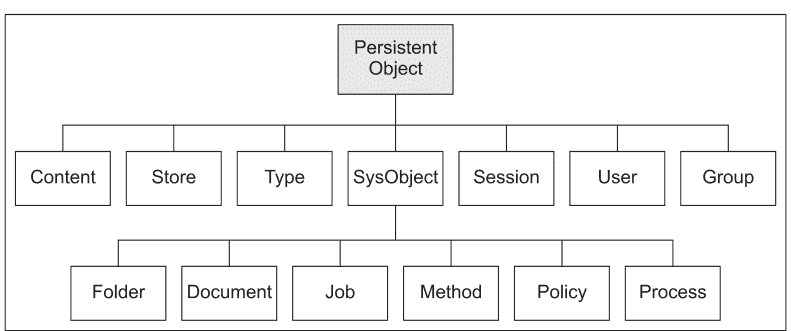 Persistent
Object
Content
Store
Type
SysObject
Session
User
Group
Folder
Document
Job
Method
Policy
Process